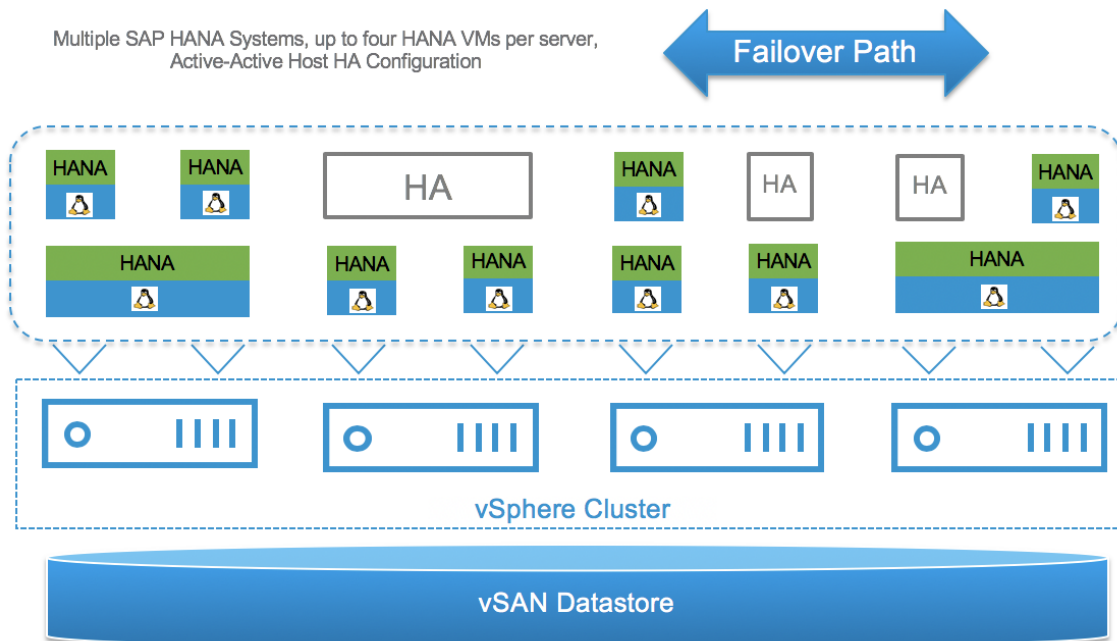 Multiple SAP HANA Systems, up to four HANA VMs per server,
Active-Active Host HA Configuration
Failover Path
HANA
HANA
HA
HANA
HA
HA
HANA
HANA
HANA
HANA
HANA
HANA
HANA
vSphere Cluster
vSAN Datastore